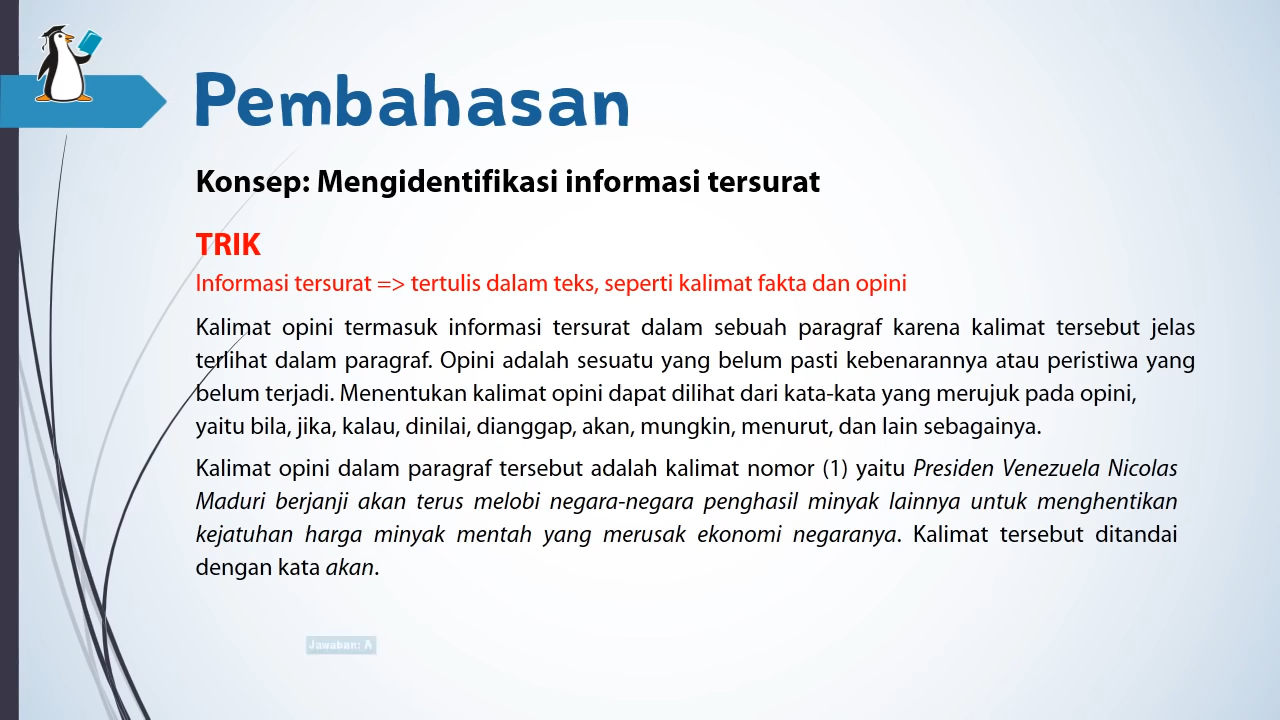 Pembahasan
Konsep: Mengidentifikasi informasi tersurat
TRIK
Informasi tersurat => tertulis dalam teks, seperti kalimat fakta dan opini
Kalimat opini termasuk informasi tersurat dalam sebuah paragraf karena kalimat tersebut jelas
terlihat dalam paragraf. Opini adalah sesuatu yang belum pasti kebenarannya atau peristiwa yang
belum terjadi. Menentukan kalimat opini dapat dilihat dari kata-kata yang merujuk pada opini,
yaitu bila, jika, kalau, dinilai, dianggap, akan, mungkin, menurut, dan lain sebagainya.
Kalimat opini dalam paragraf tersebut adalah kalimat nomor (1) yaitu Presiden Venezuela Nicolas
Maduri berjanji akan terus melobi negara-negara penghasil minyak lainnya untuk menghentikan
kejatuhan harga minyak mentah yang merusak ekonomi negaranya. Kalimat tersebut ditandai
dengan kata akan.
Jawaban: A